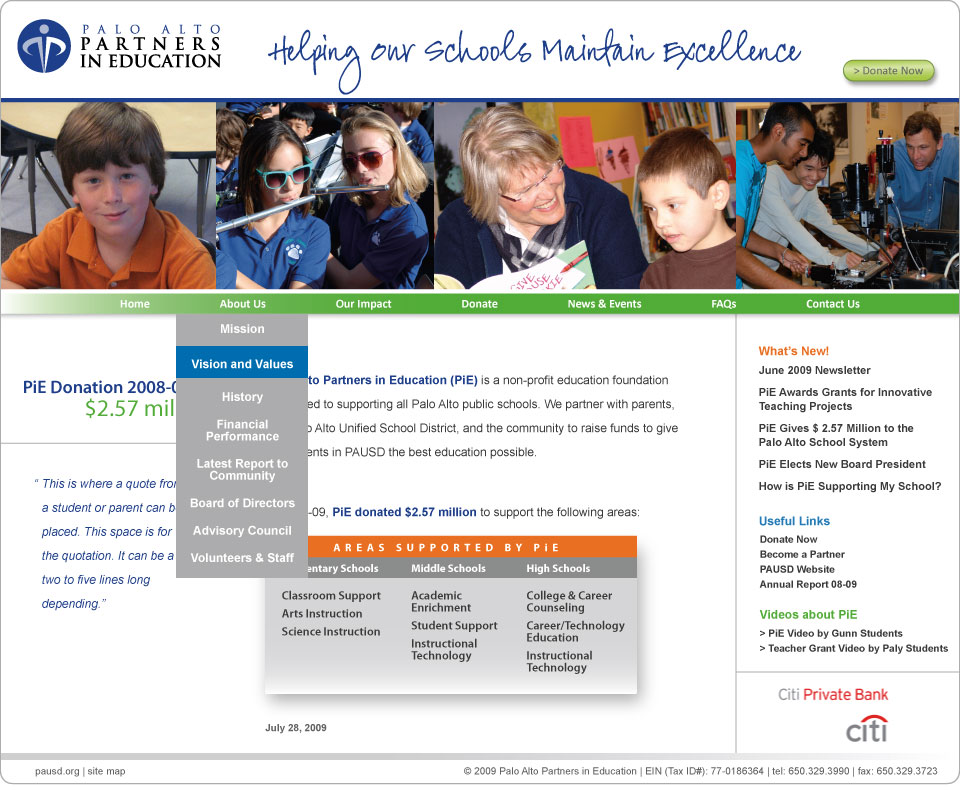 PALO ALTO
PARTNERS
IN EDUCATION
Helping Our Schools Maintain Excellence
> Donate Now
GIVE
Home About Us Our Impact Donate News & Events FAQs Contact Us
Mission
Vision and Values
History
Financial
Performance
Latest Report to
Community
Board of Directors
Advisory Council
Volunteers & Staff
PiE Donation 2008-0
$2.57 mil
“ This is where a quote from
a student or parent can b
placed. This space is for
the quotation. It can be a
two to five lines long
depending.”
to Partners in Education (PiE) is a non-profit education foundation
ed to supporting all Palo Alto public schools. We partner with parents,
Alto Unified School District, and the community to raise funds to give
ents in PAUSD the best education possible.
-09, PiE donated $2.57 million to support the following areas:
AREAS SUPPORTED BY PiE
entary Schools Middle Schools High Schools
Classroom Support
Arts Instruction
Science Instruction
Academic
Enrichment
Student Support
Instructional
Technology
College & Career
Counseling
Career/Technology
Education
Instructional
Technology
July 28, 2009
What's New!
June 2009 Newsletter
PiE Awards Grants for Innovative
Teaching Projects
PiE Gives $ 2.57 Million to the
Palo Alto School System
PiE Elects New Board President
How is PiE Supporting My School?
Useful Links
Donate Now
Become a Partner
PAUSD Website
Annual Report 08-09
Videos about PiE
> PiE Video by Gunn Students
> Teacher Grant Video by Paly Students
Citi Private Bank
citi
pausd.org | site map
© 2009 Palo Alto Partners in Education | EIN (Tax ID#): 77-0186364 | tel: 650.329.3990 | fax: 650.329.3723